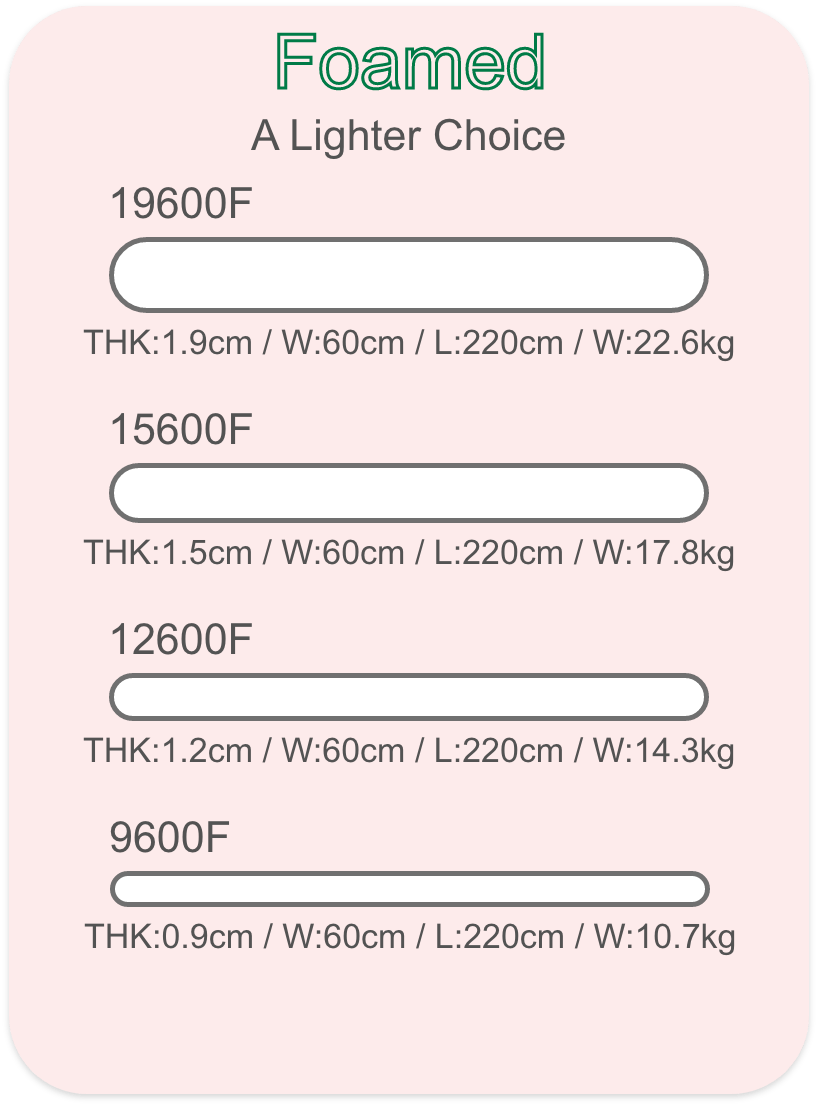 Foamed
A Lighter Choice
19600F
THK:1.9cm / W:60cm / L:220cm / W:22.6kg
15600F
THK:1.5cm / W:60cm / L:220cm / W:17.8kg
12600F
THK:1.2cm / W:60cm / L:220cm / W:14.3kg
9600F
THK:0.9cm / W:60cm / L:220cm / W:10.7kg